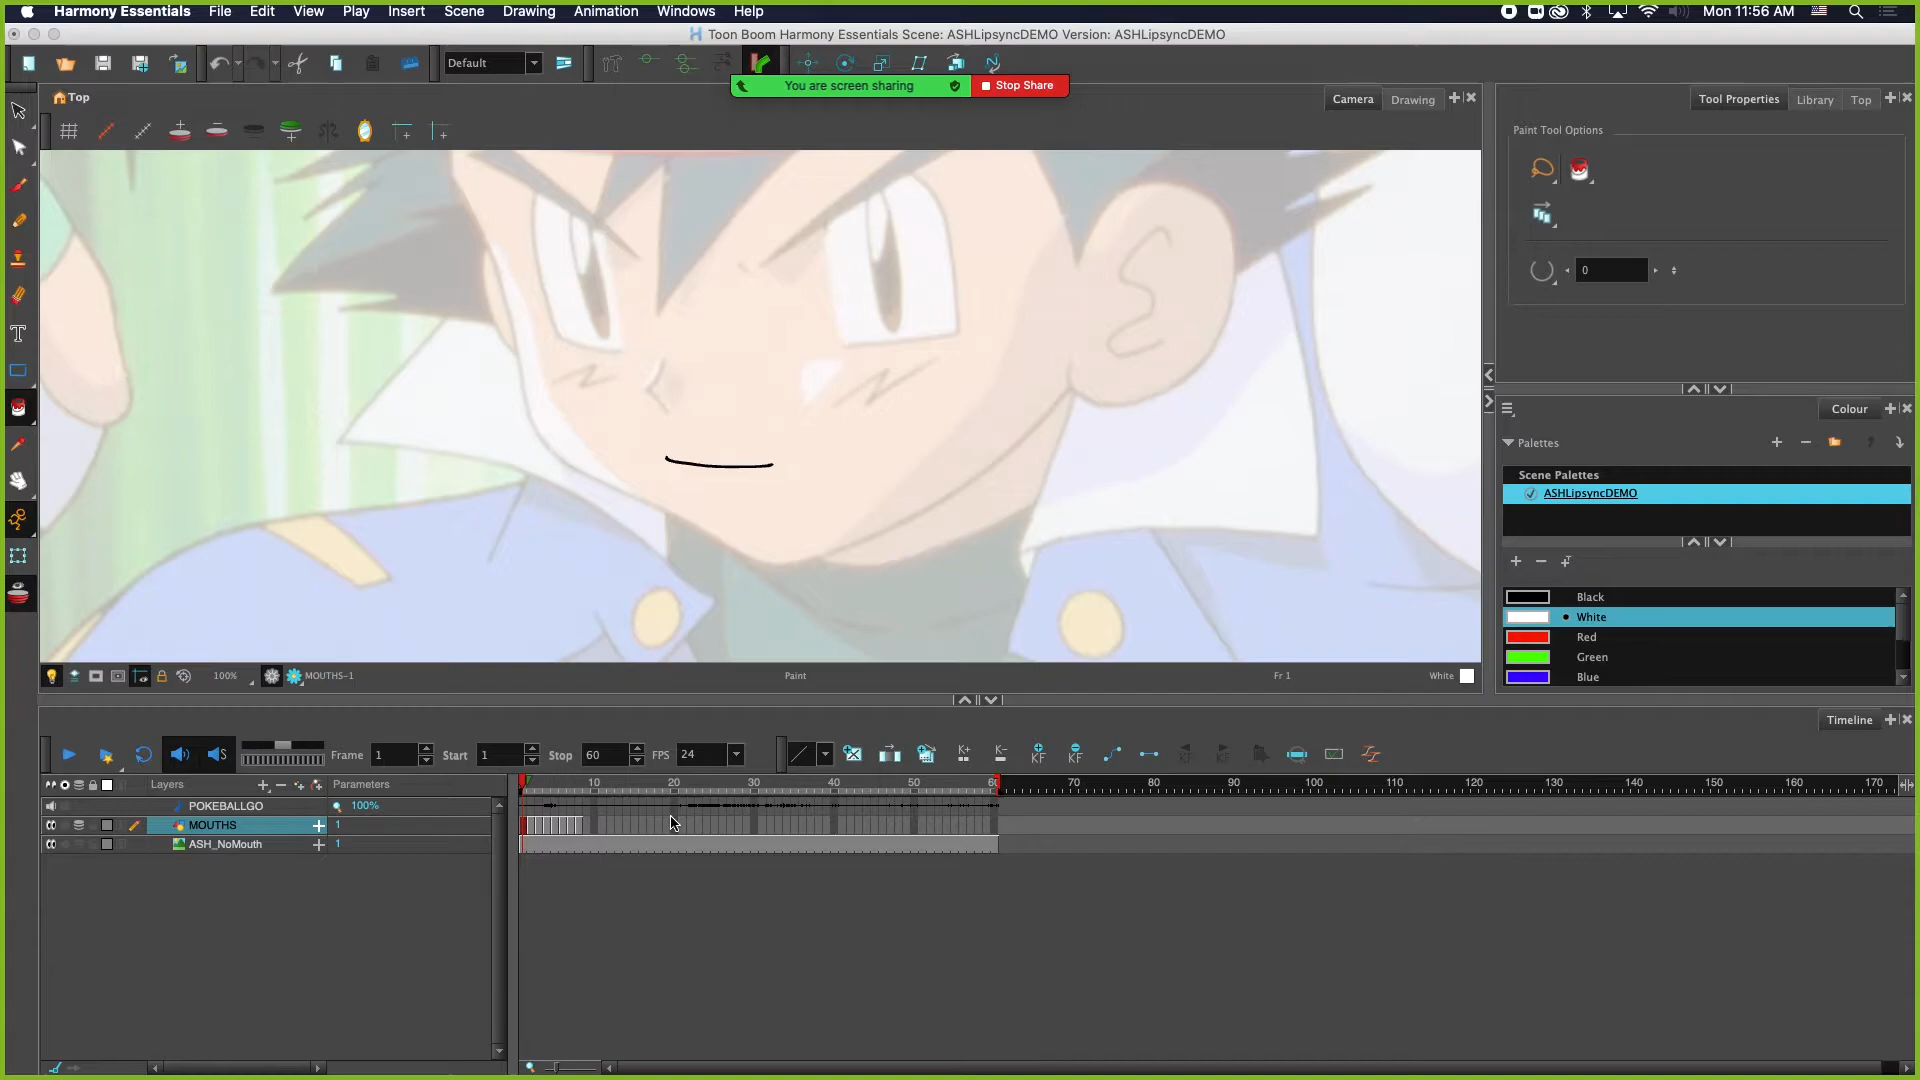 Harmony Essentials File Edit View Play Insert Scene Drawing Animation Windows Help Mon 11:56 AM
Toon Boom Harmony Essentials Scene: ASHLipsyncDEMO Version: ASHLipsyncDEMO
Default
You are screen sharing Stop Share
Top Camera Drawing Tool Properties Library Top
Paint Tool Options
0
Colour
Palettes
Scene Palettes
ASHLipsyncDEMO
Black
White
Red
Green
Blue
100% MOUTHS-1 Paint Fr 1 White
Timeline
Frame 1 Start 1 Stop 60 FPS 24
Layers Parameters 10 20 30 40 50 60 70 80 90 100 110 120 130 140 150 160 170
POKEBALLGO 100%
MOUTHS 1
ASH_NoMouth 1